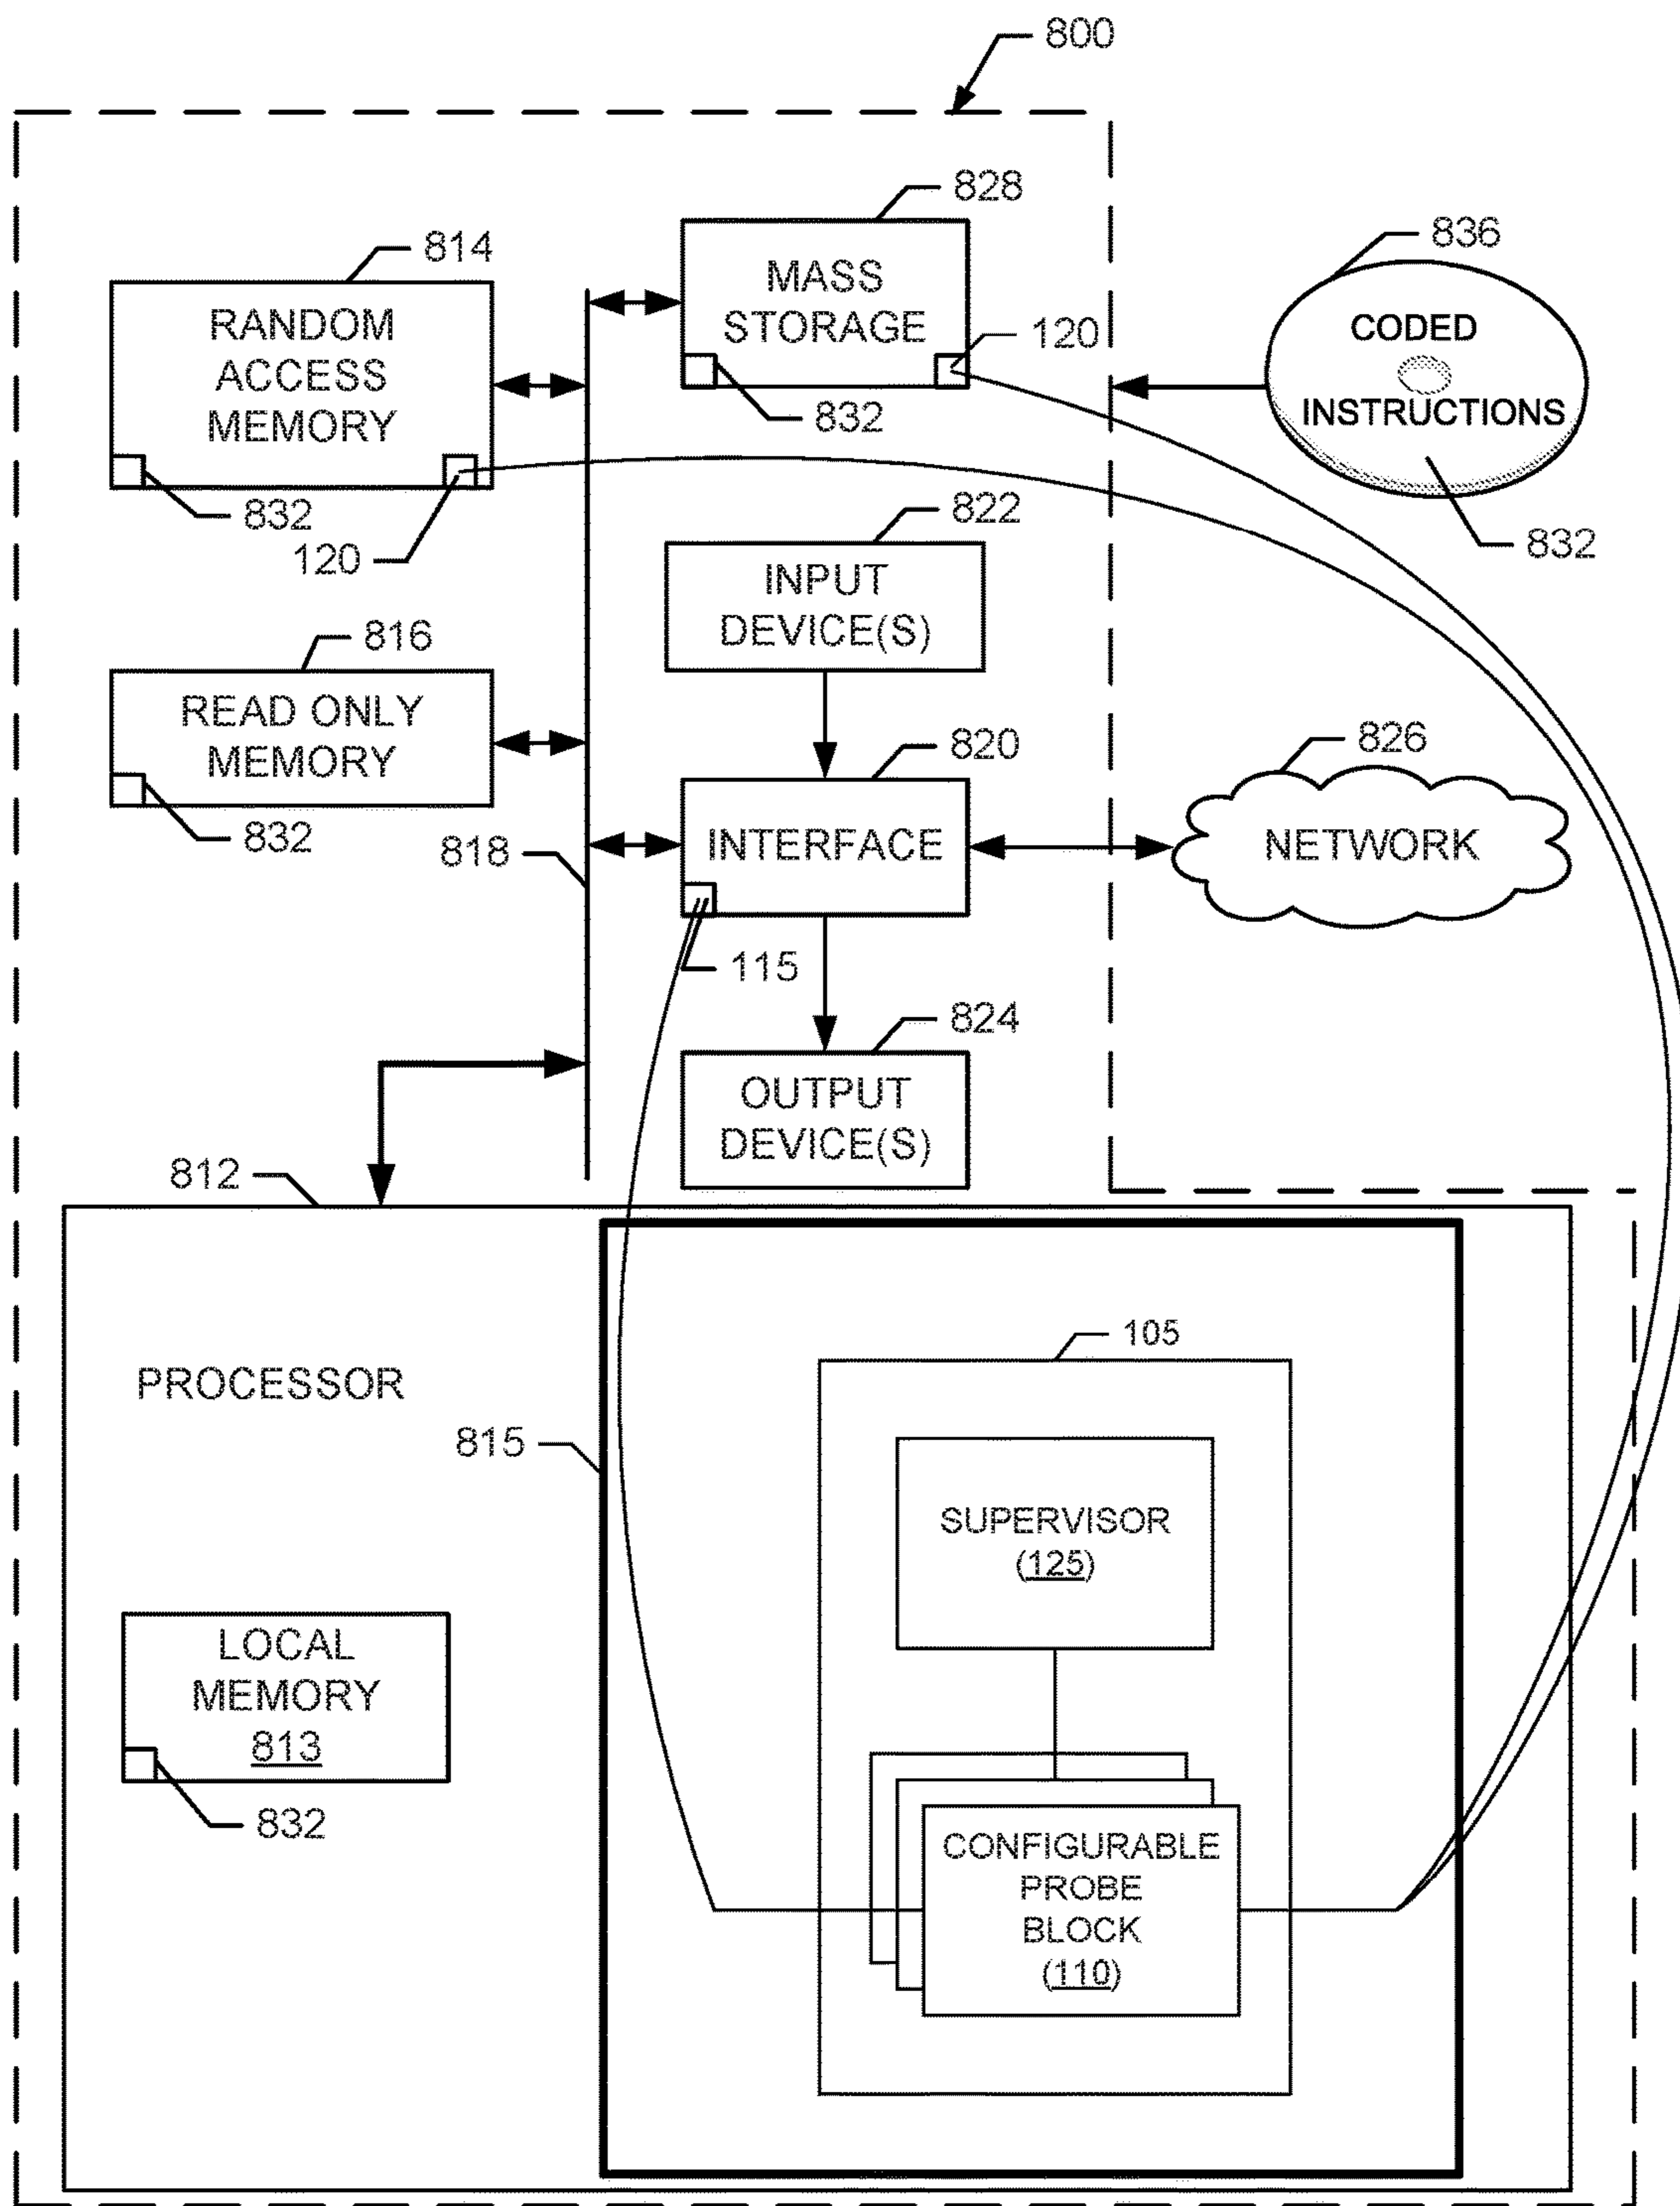 800
828
MASS
STORAGE
120
832
814
RANDOM
ACCESS
MEMORY
832
120
836
CODED
INSTRUCTIONS
832
822
INPUT
DEVICE(S)
816
READ ONLY
MEMORY
832
820
INTERFACE
818
115
826
NETWORK
824
OUTPUT
DEVICE(S)
812
PROCESSOR
815
105
SUPERVISOR
(125)
LOCAL
MEMORY
813
832
CONFIGURABLE
PROBE
BLOCK
(110)